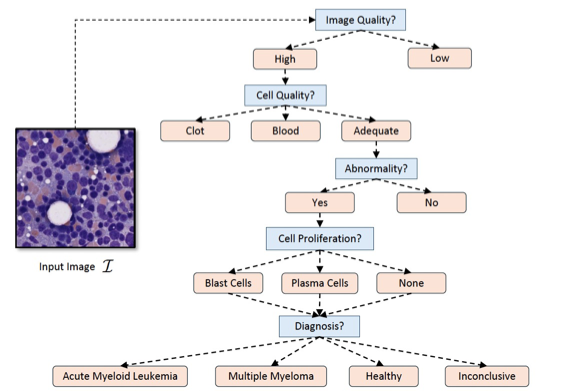 Image Quality?
High
Low
Cell Quality?
Clot
Blood
Adequate
Abnormality?
Yes
No
Cell Proliferation?
Input Image ℐ
Blast Cells
Plasma Cells
None
Diagnosis?
Acute Myeloid Leukemia
Multiple Myeloma
Healthy
Inconclusive